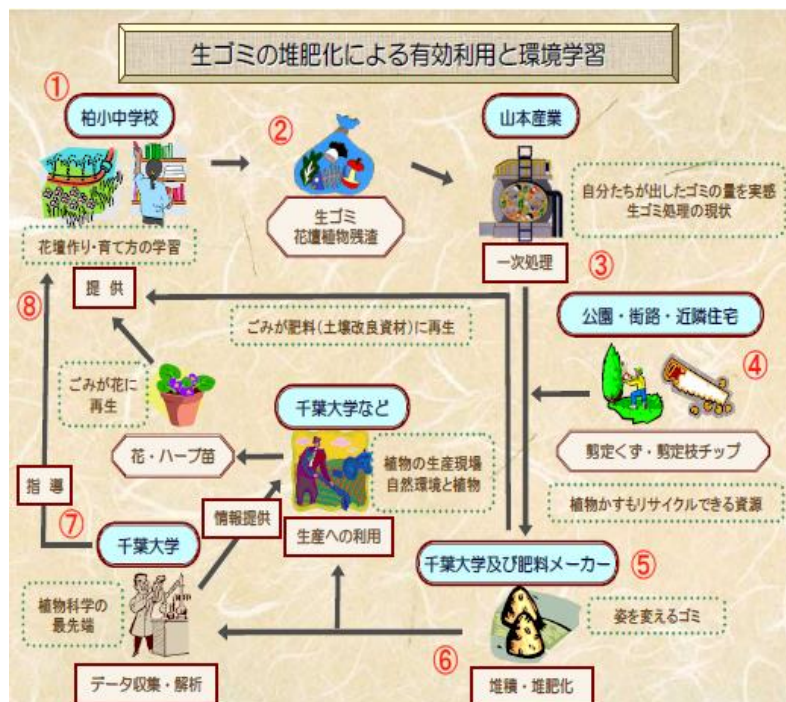 生ゴミの堆肥化による有効利用と環境学習
①
柏小中学校
花壇作り・育て方の学習
②
生ゴミ
花壇植物残渣
山本産業
一次処理
③
自分たちが出したゴミの量を実感
生ゴミ処理の現状
⑧
提供
ごみが肥料(土壌改良資材)に再生
公園・街路・近隣住宅
④
剪定くず・剪定枝チップ
植物かすもリサイクルできる資源
ごみが花に
再生
花・ハーブ苗
千葉大学など
植物の生産現場
自然環境と植物
生産への利用
指導
⑦
情報提供
千葉大学
植物科学の
最先端
データ収集・解析
千葉大学及び肥料メーカー
⑤
姿を変えるゴミ
⑥
堆積・堆肥化